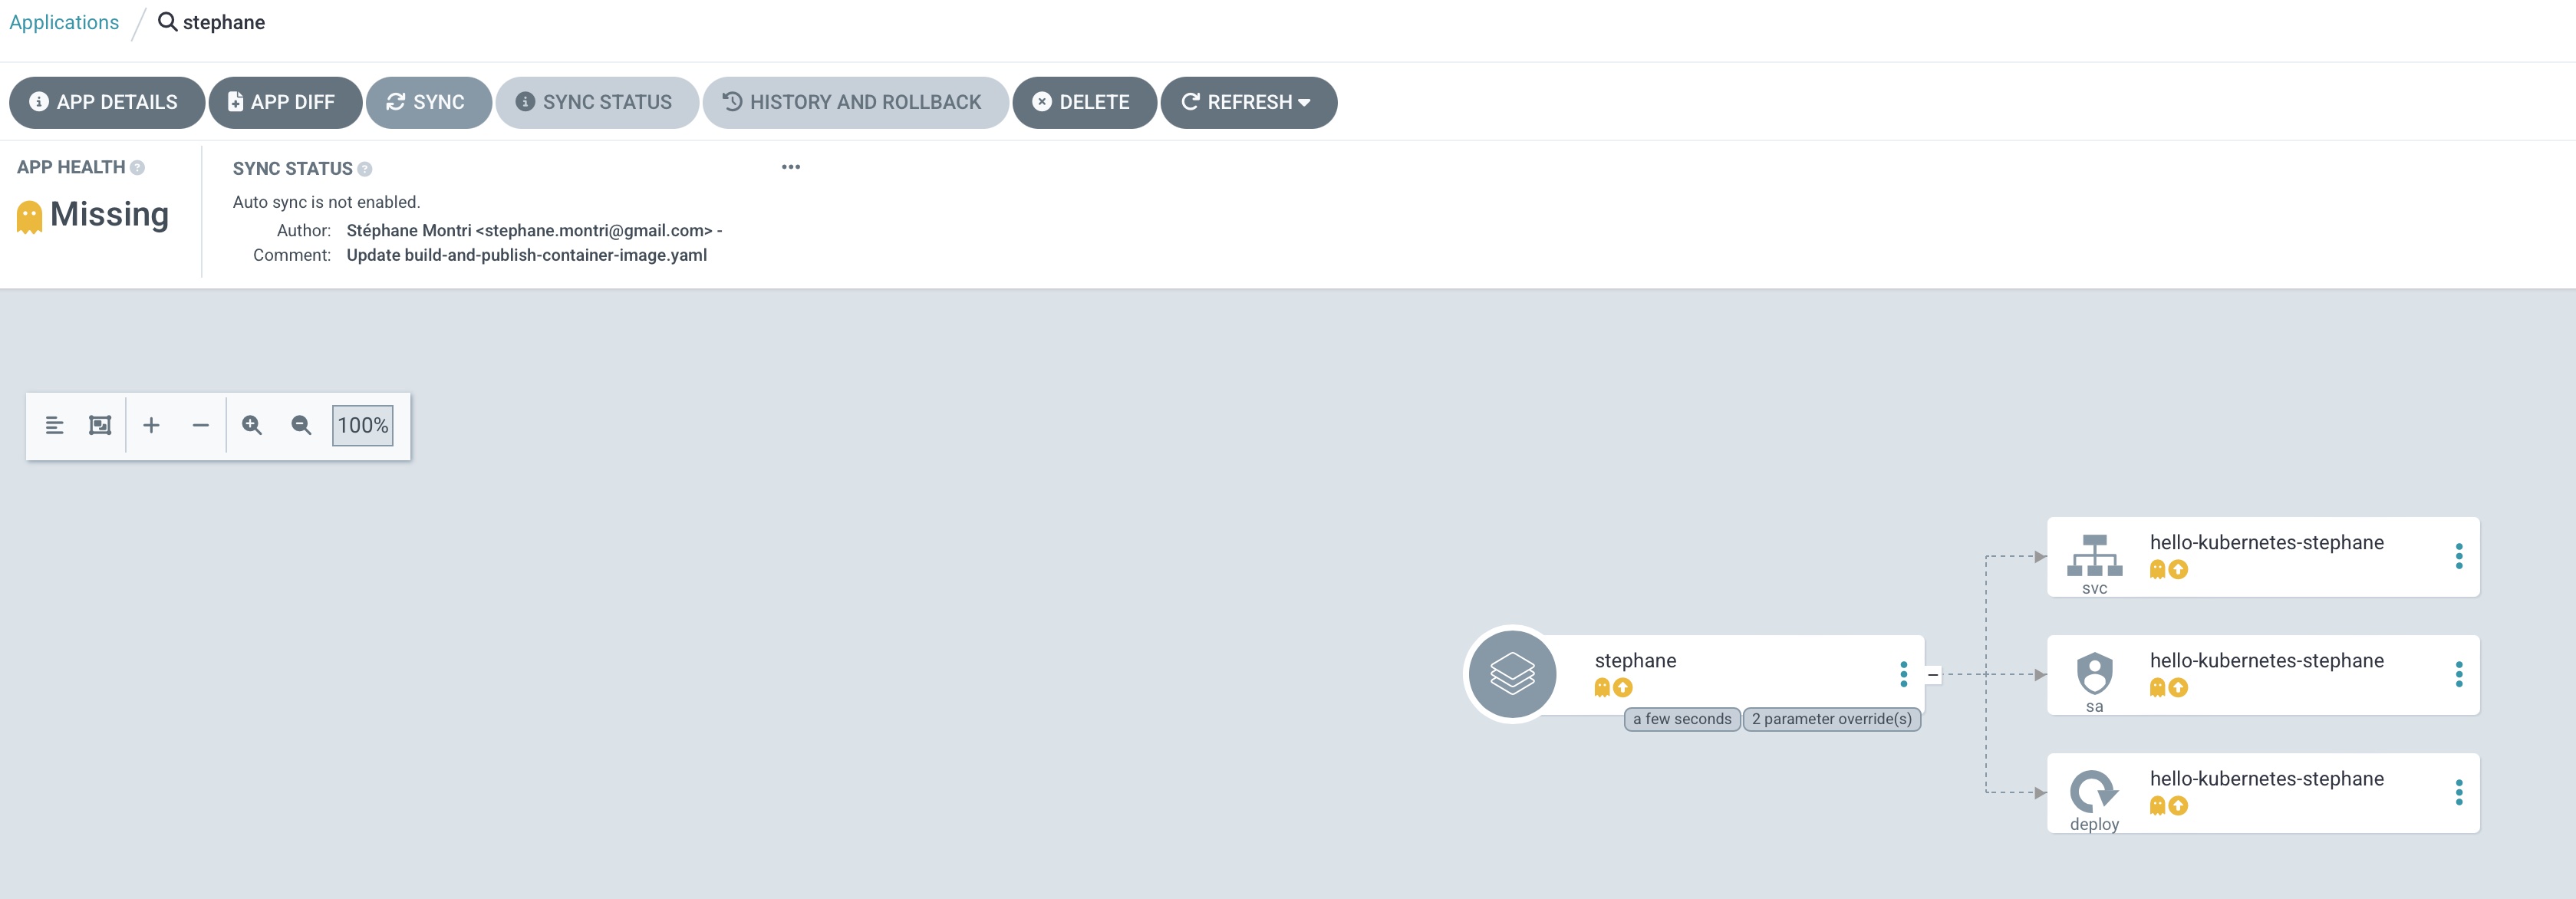 Applications / stephane
APP DETAILS APP DIFF SYNC SYNC STATUS HISTORY AND ROLLBACK DELETE REFRESH
APP HEALTH ?
Missing
SYNC STATUS ?
Auto sync is not enabled.
Author: Stéphane Montri <stephane.montri@gmail.com> -
Comment: Update build-and-publish-container-image.yaml
100%
hello-kubernetes-stephane
svc
stephane
a few seconds 2 parameter override(s)
hello-kubernetes-stephane
sa
hello-kubernetes-stephane
deploy